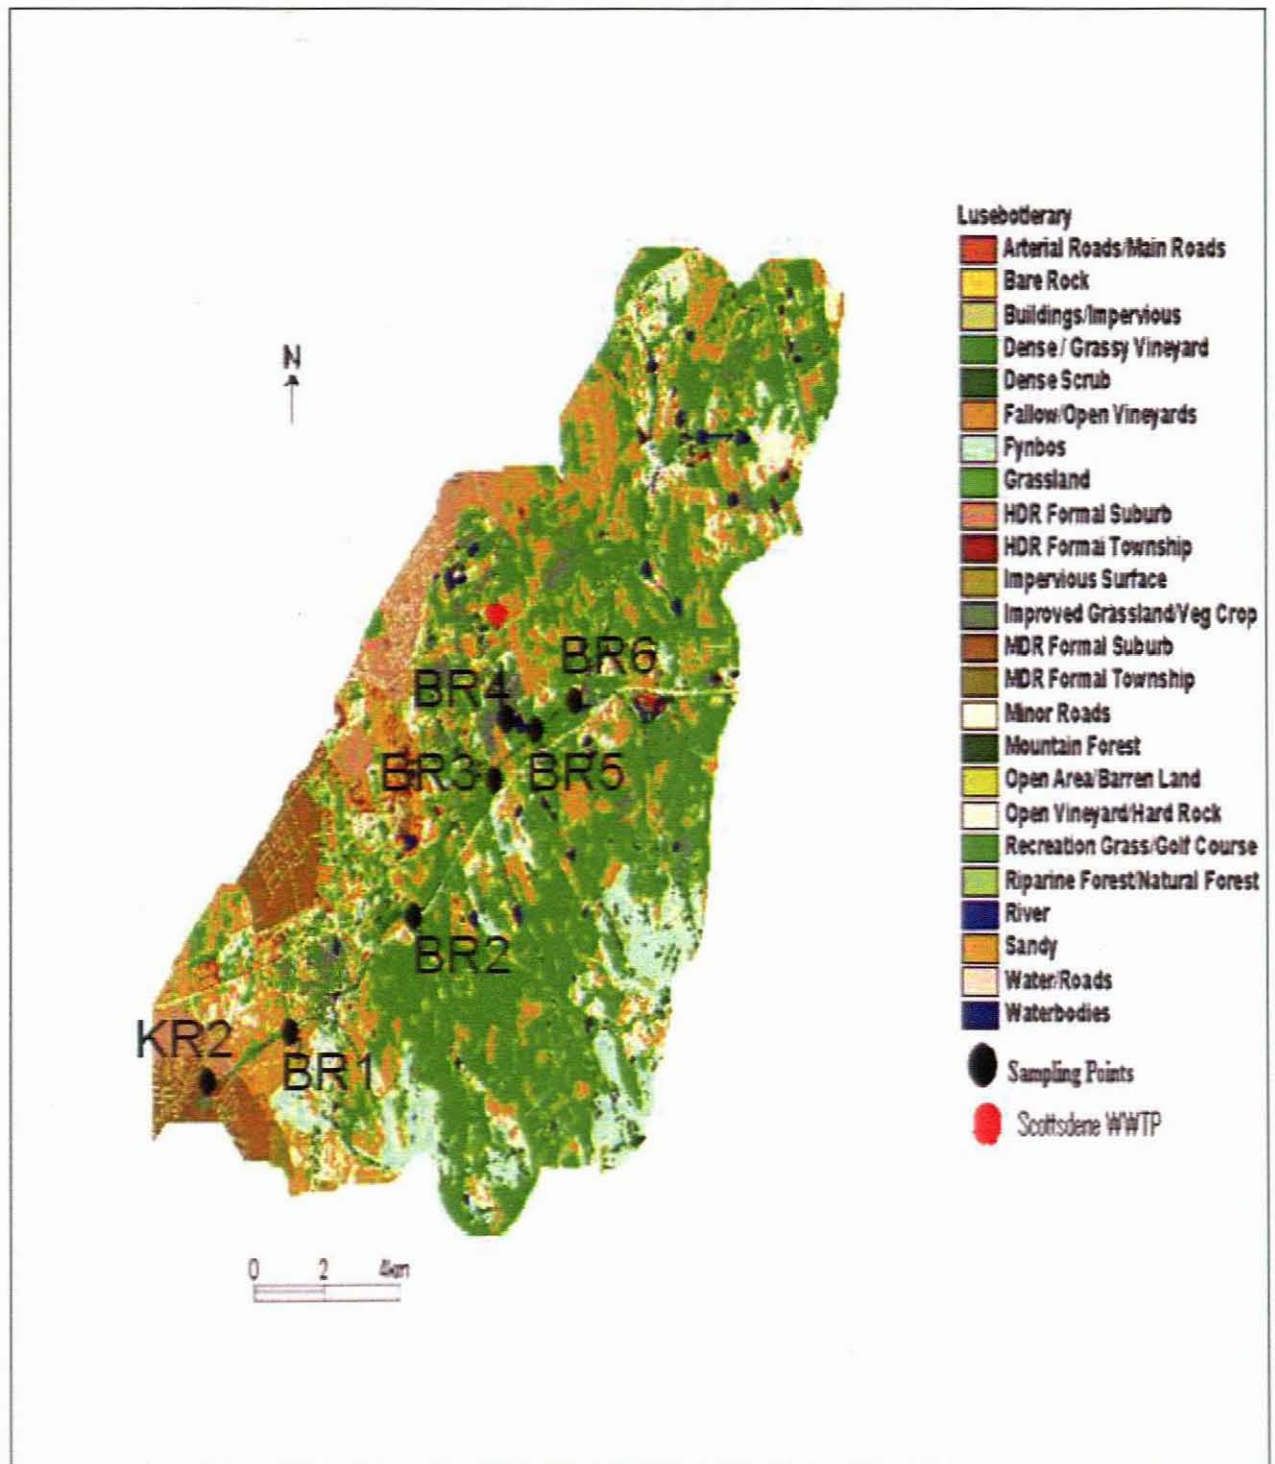 Lusebotterary
Arterial Roads/Main Roads
Bare Rock
Buildings/Impervious
Dense / Grassy Vineyard
Dense Scrub
Fallow/Open Vineyards
Fynbos
Grassland
HDR Formal Suburb
HDR Formal Township
Impervious Surface
Improved Grassland/Veg Crop
MDR Formal Suburb
MDR Formal Township
Minor Roads
Mountain Forest
Open Area/Barren Land
Open Vineyard/Hard Rock
Recreation Grass/Golf Course
Riparine Forest/Natural Forest
River
Sandy
Water/Roads
Waterbodies
Sampling Points
Scottsdene WWTP
N
BR6
BR4
BR3
BR5
BR2
KR2
BR1
0 2 4km